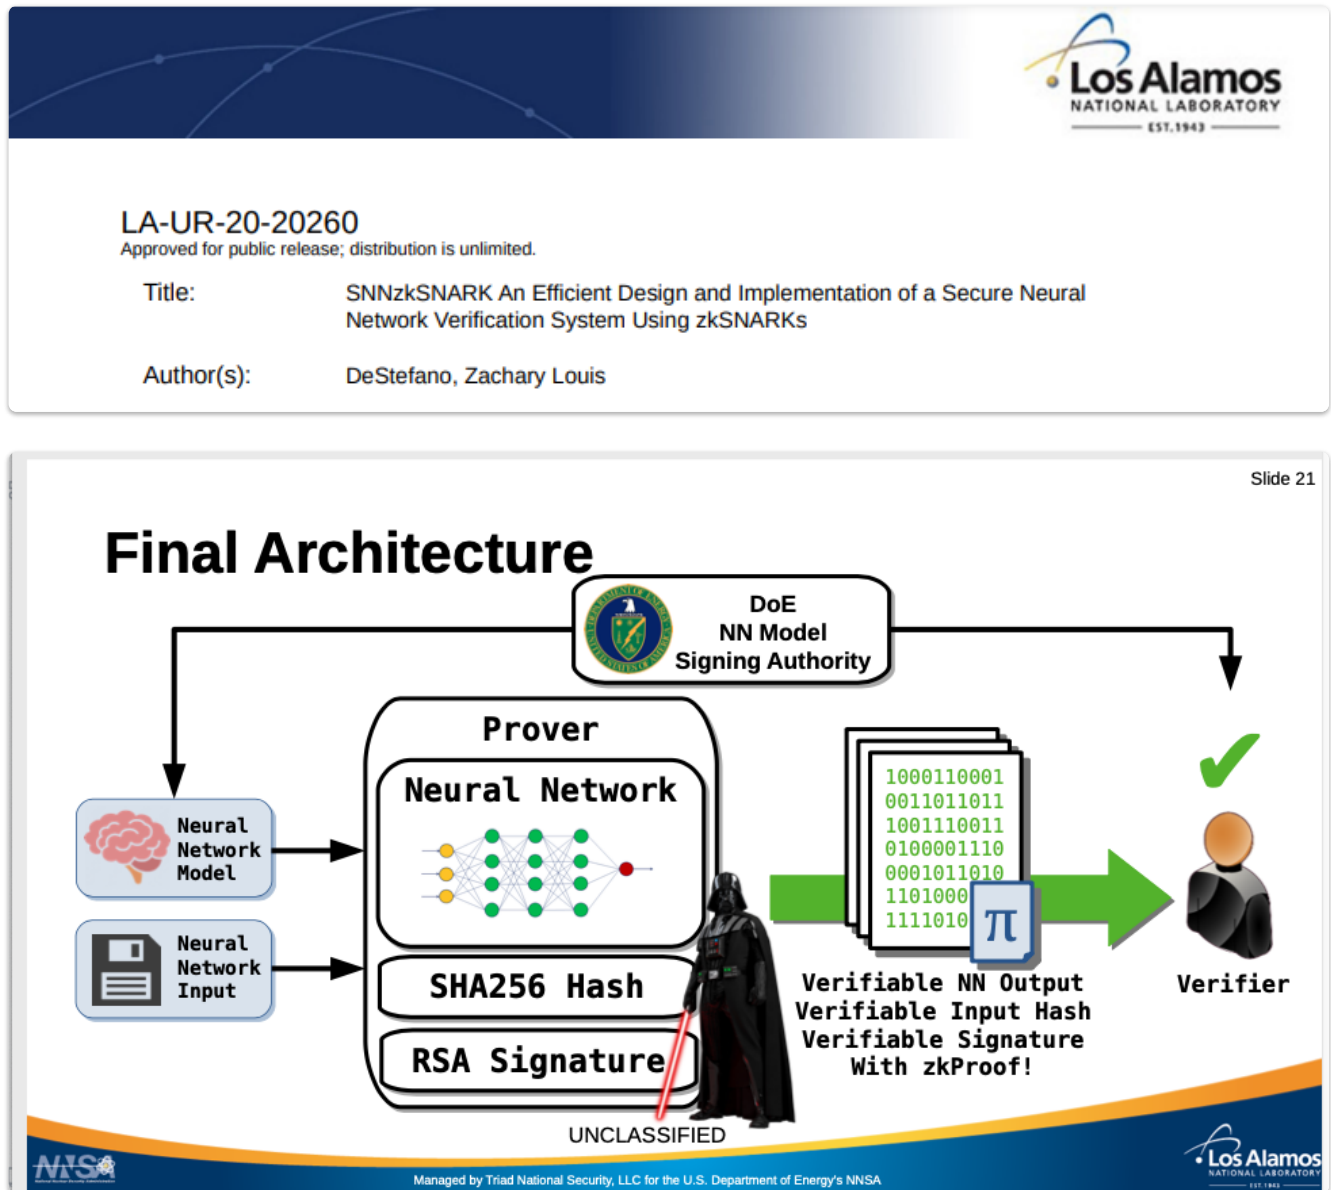 Los Alamos
NATIONAL LABORATORY
EST.1943
LA-UR-20-20260
Approved for public release; distribution is unlimited.
Title:
SNNzkSNARK An Efficient Design and Implementation of a Secure Neural
Network Verification System Using zkSNARKs
Author(s):
DeStefano, Zachary Louis
Slide 21
Final Architecture
DoE
NN Model
Signing Authority
Prover
Neural Network
SHA256 Hash
RSA Signature
Neural
Network
Model
Neural
Network
Input
1000110001
0011011011
1001110011
0100001110
0001011010
1101000
1111010
π
Verifiable NN Output
Verifiable Input Hash
Verifiable Signature
With zkProof!
Verifier
UNCLASSIFIED
NNSA
Managed by Triad National Security, LLC for the U.S. Department of Energy's NNSA
Los Alamos
NATIONAL LABORATORY
EST.1943